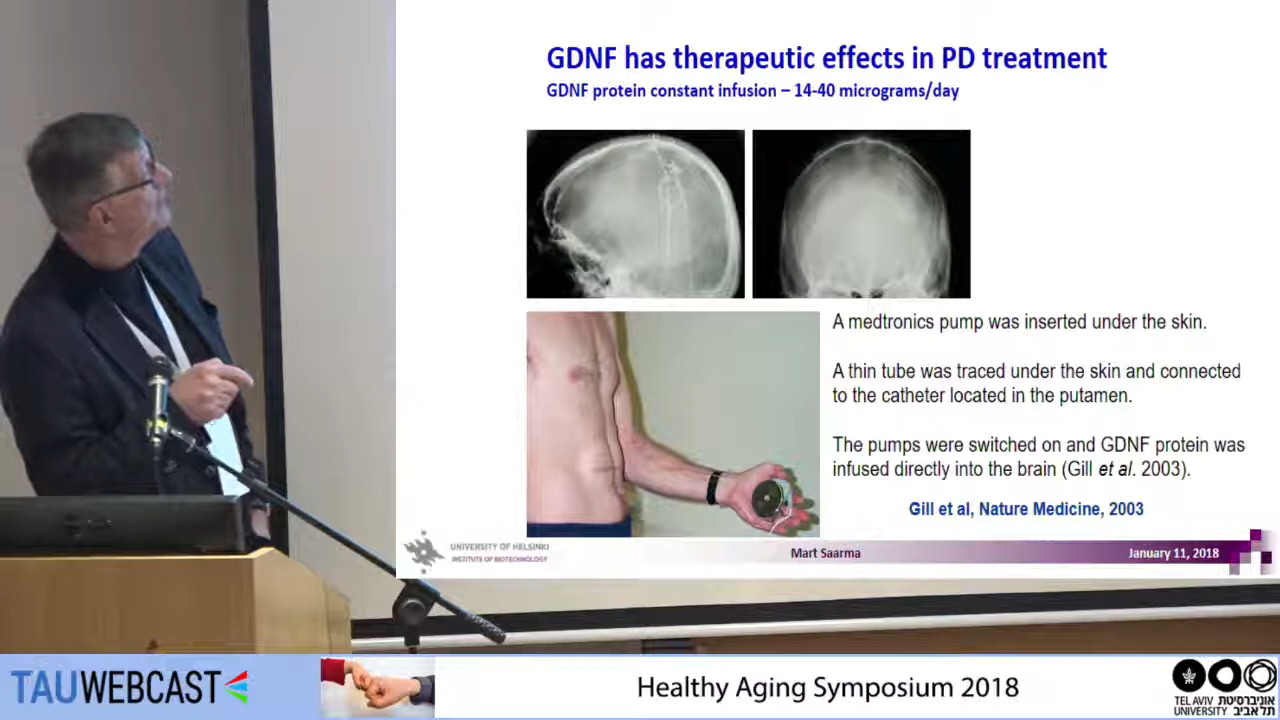 GDNF has therapeutic effects in PD treatment
GDNF protein constant infusion – 14-40 micrograms/day
A medtronics pump was inserted under the skin.
A thin tube was traced under the skin and connected
to the catheter located in the putamen.
The pumps were switched on and GDNF protein was
infused directly into the brain (Gill et al. 2003).
Gill et al, Nature Medicine, 2003
UNIVERSITY OF HELSINKI
INSTITUTE OF BIOTECHNOLOGY
Mart Saarma
January 11, 2018
TAUWEBCAST
Healthy Aging Symposium 2018
TEL AVIV אוניברסיטת
UNIVERSITY תל אביב